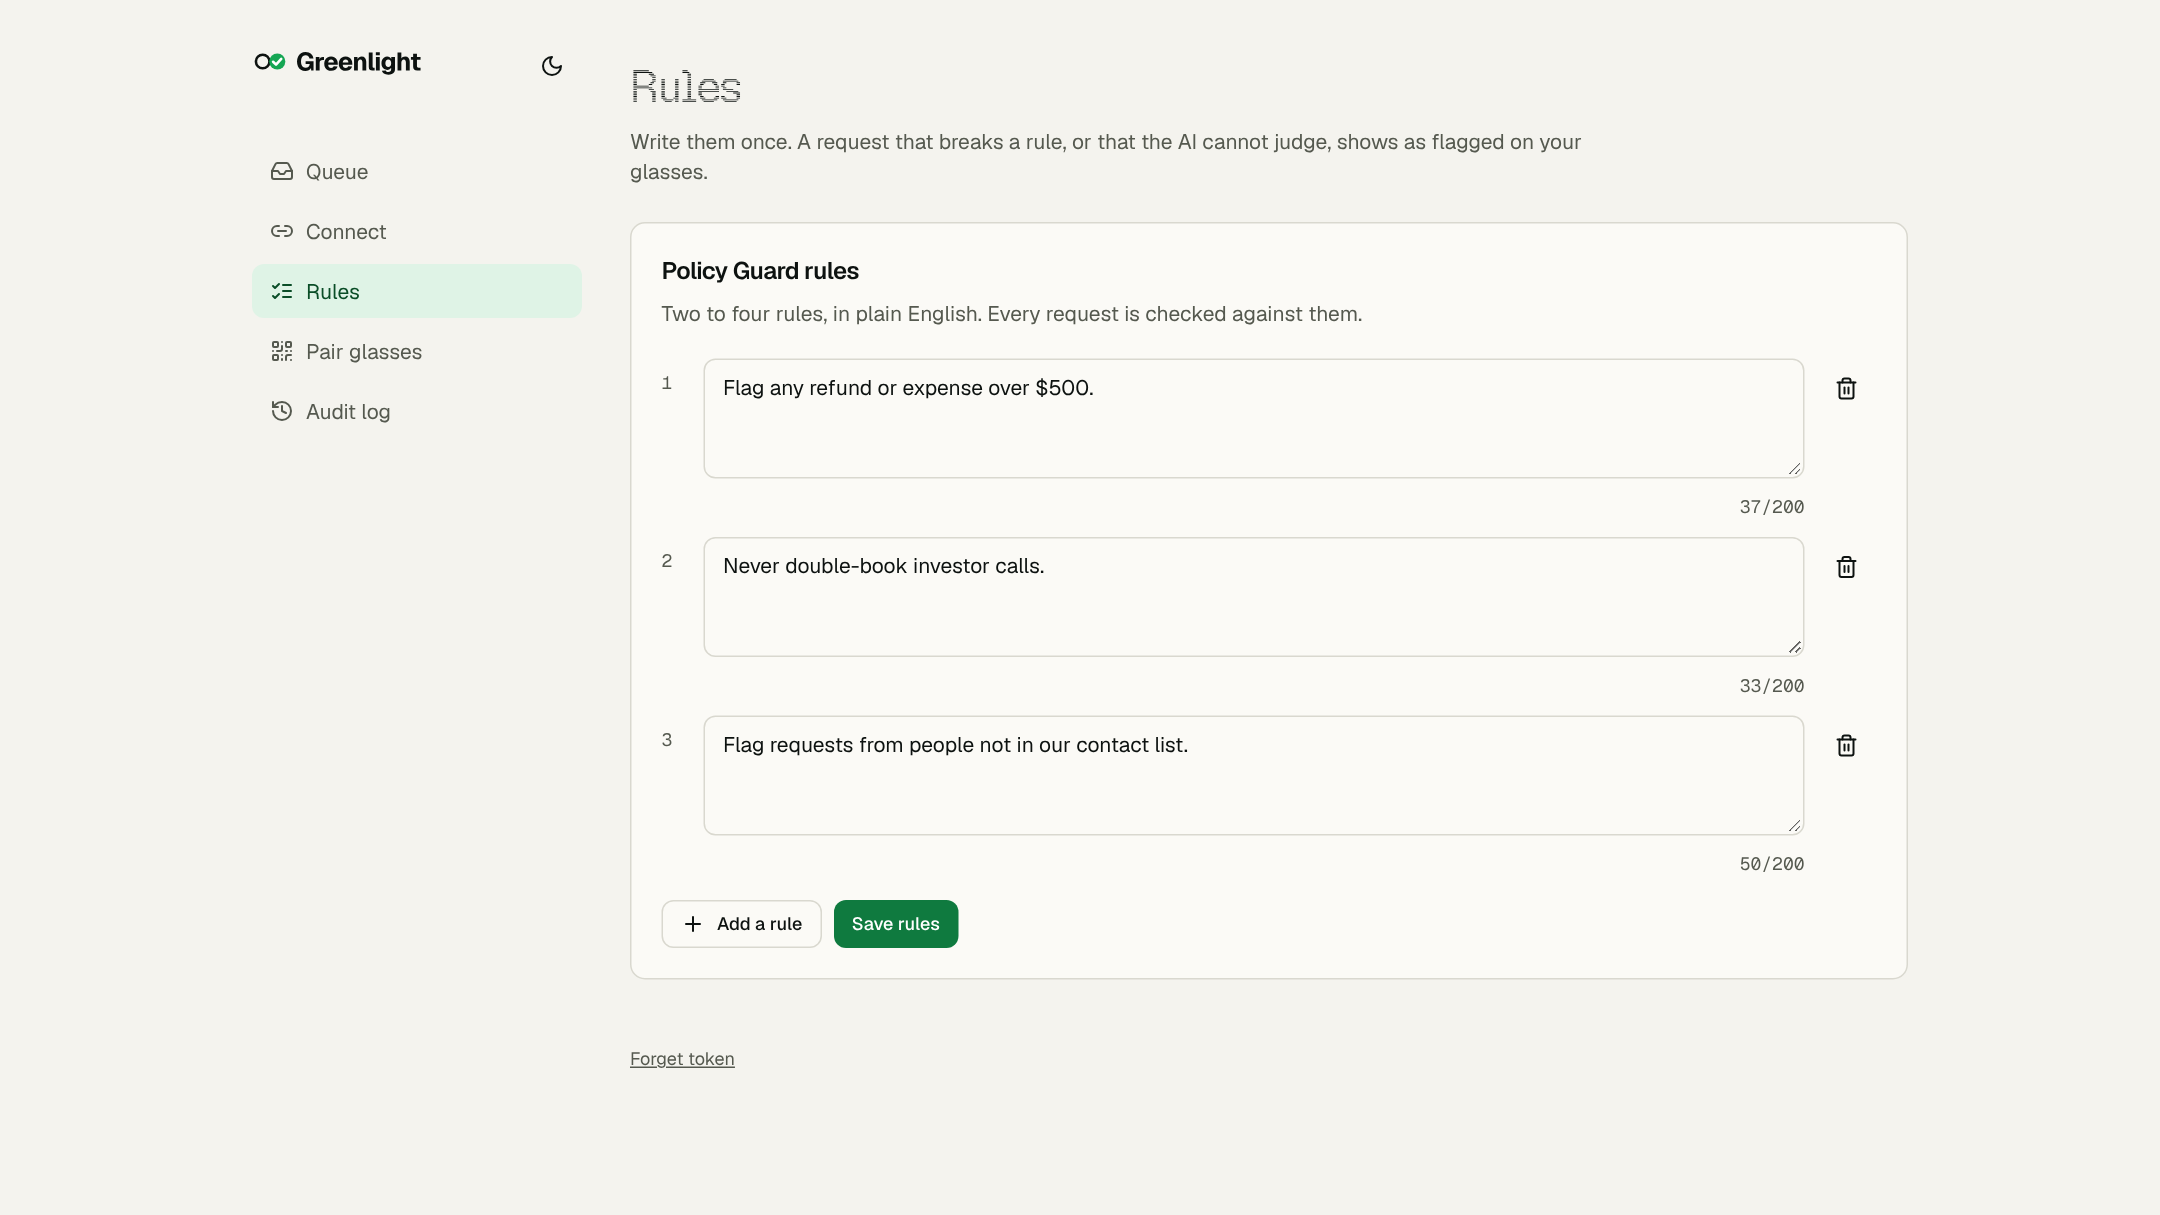 Greenlight
Queue
Connect
Rules
Pair glasses
Audit log
Rules
Write them once. A request that breaks a rule, or that the AI cannot judge, shows as flagged on your
glasses.
Policy Guard rules
Two to four rules, in plain English. Every request is checked against them.
1
Flag any refund or expense over $500.
37/200
2
Never double-book investor calls.
33/200
3
Flag requests from people not in our contact list.
50/200
Add a rule
Save rules
Forget token